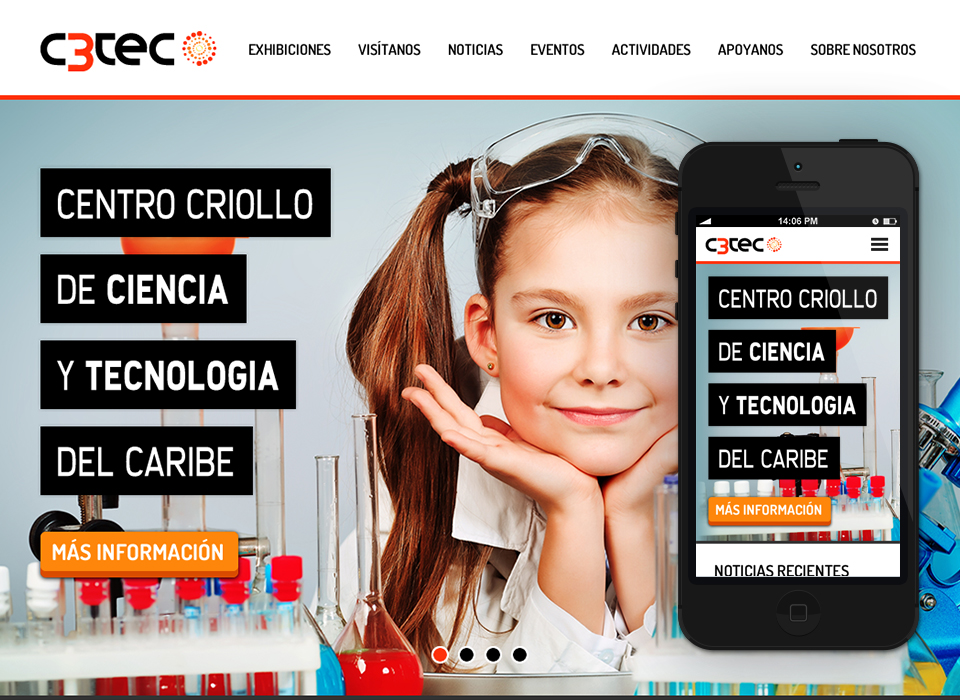 C3TEC
EXHIBICIONES VISÍTANOS NOTICIAS EVENTOS ACTIVIDADES APOYANOS SOBRE NOSOTROS
CENTRO CRIOLLO
DE CIENCIA
Y TECNOLOGIA
DEL CARIBE
MÁS INFORMACIÓN
14:06 PM
C3TEC
CENTRO CRIOLLO
DE CIENCIA
Y TECNOLOGIA
DEL CARIBE
MÁS INFORMACIÓN
NOTICIAS RECIENTES